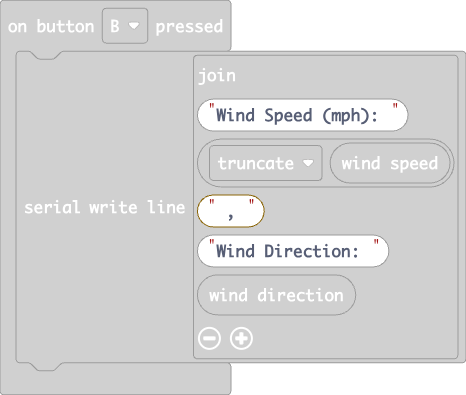 on button B pressed
join
"Wind Speed (mph): "
truncate wind speed
serial write line
" , "
"Wind Direction: "
wind direction